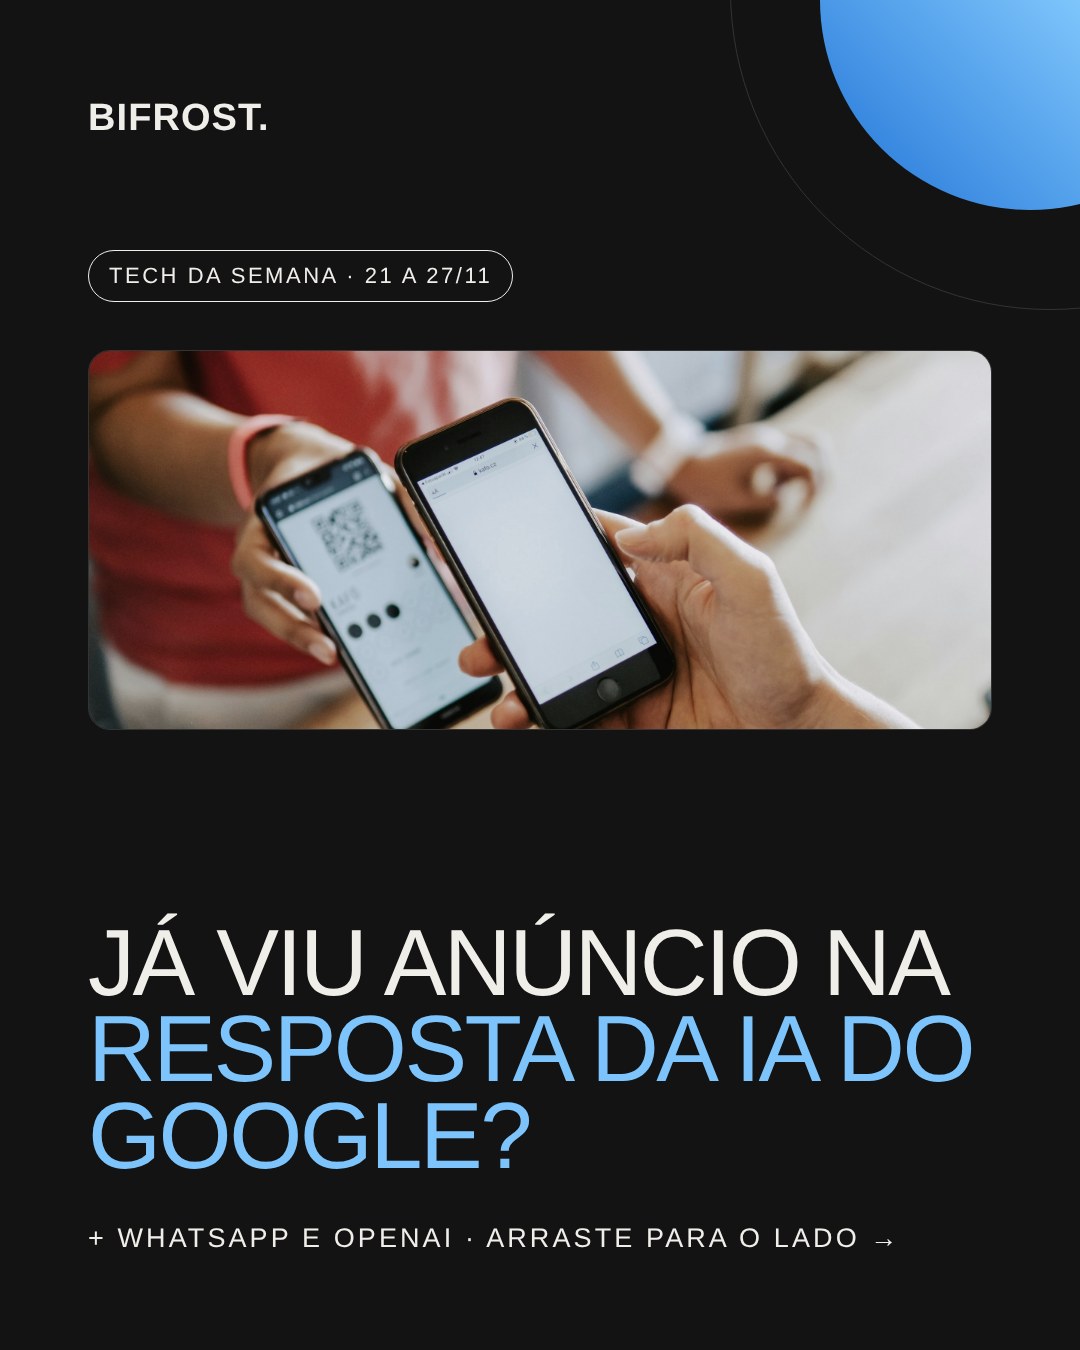 BIFROST.
TECH DA SEMANA · 21 A 27/11
JÁ VIU ANÚNCIO NA
RESPOSTA DA IA DO
GOOGLE?
+ WHATSAPP E OPENAI · ARRASTE PARA O LADO →